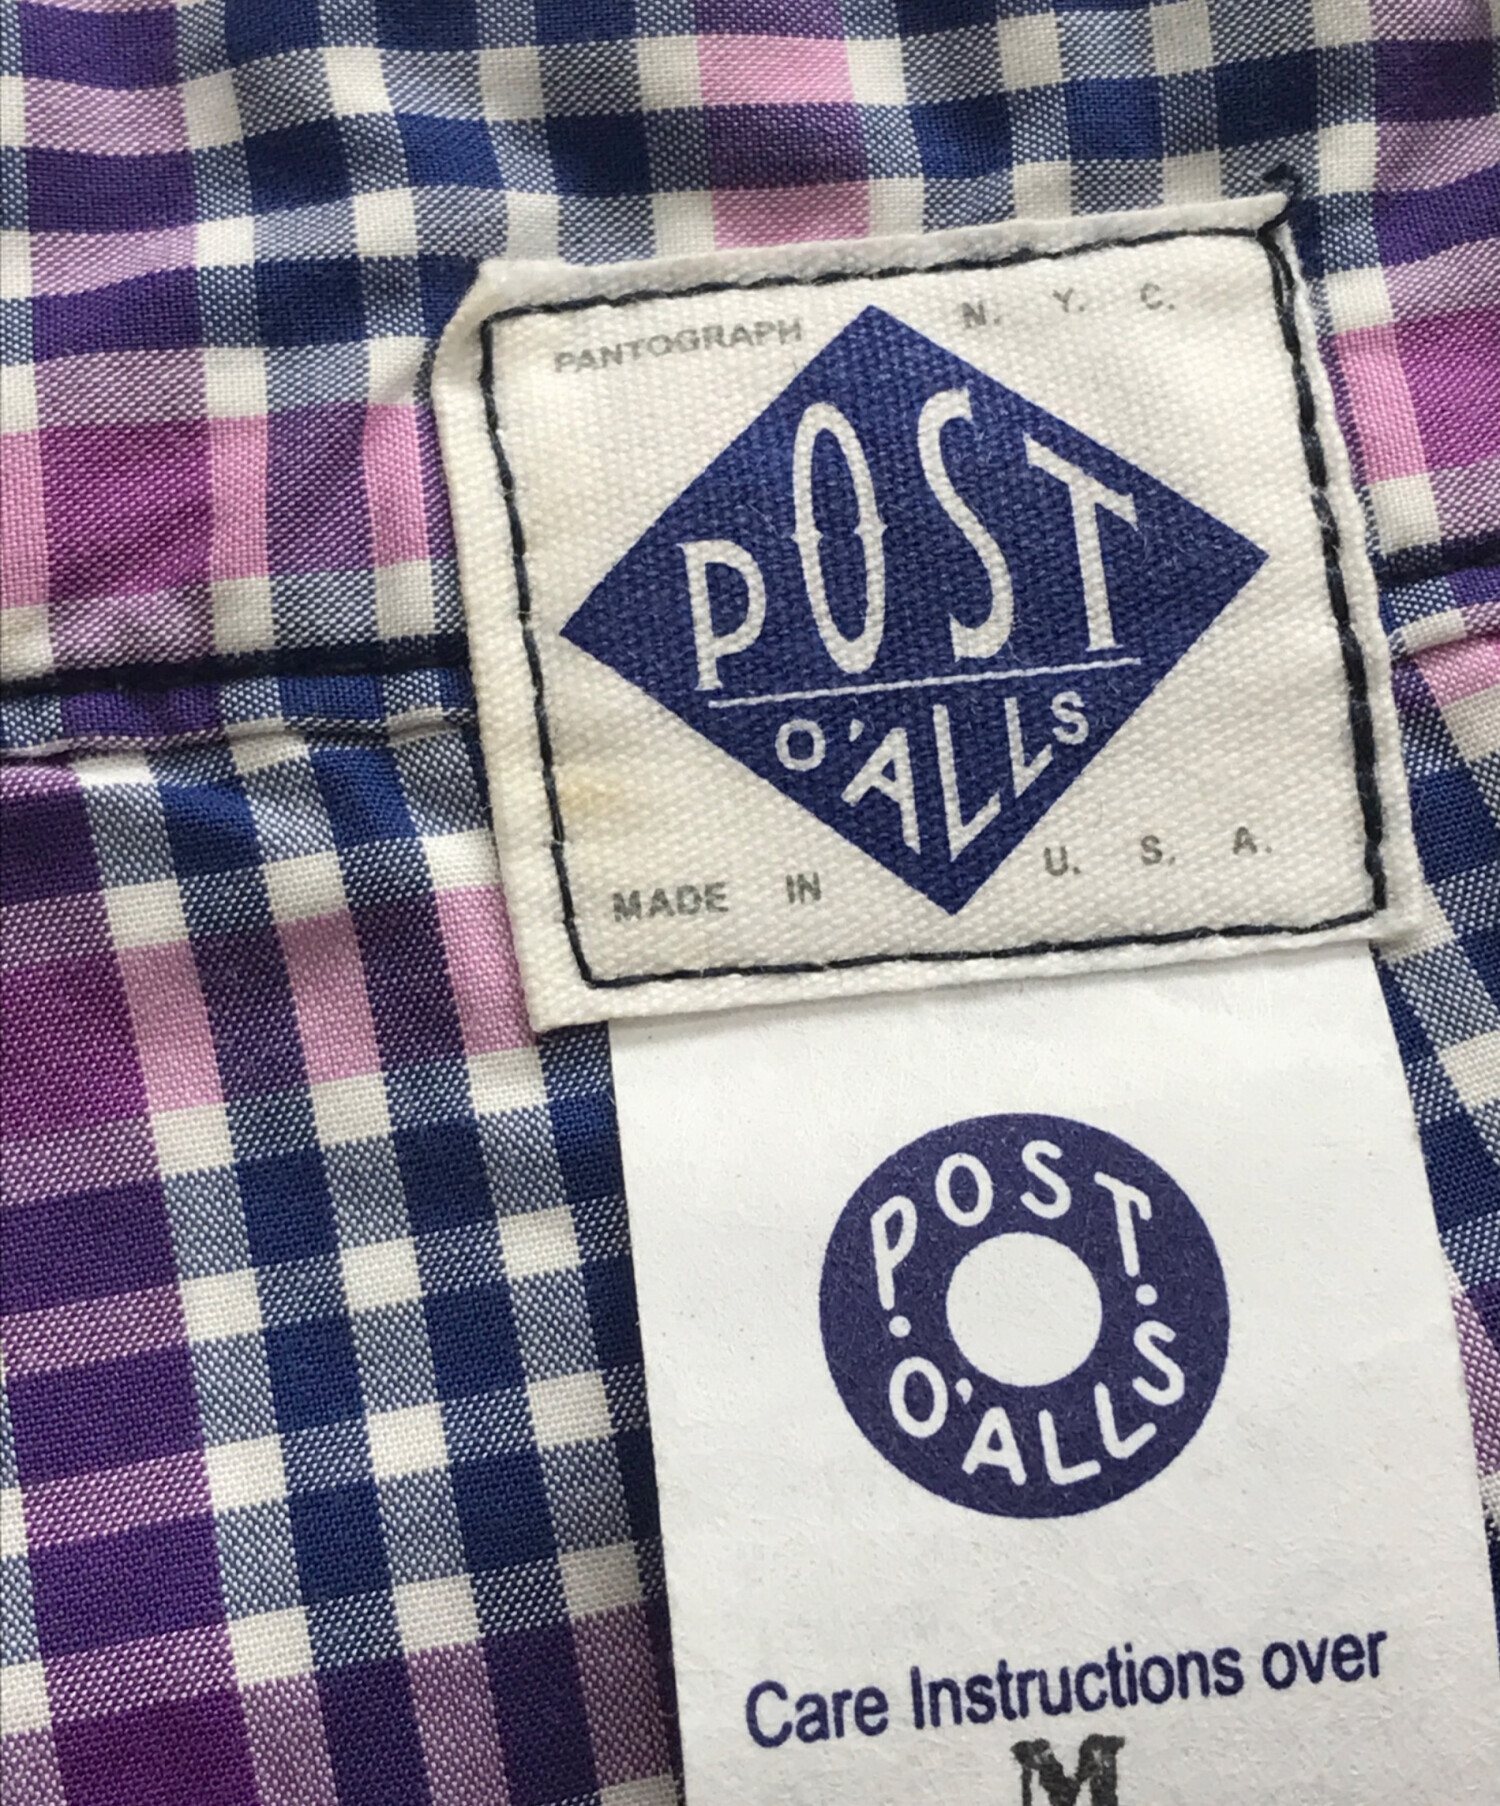 PANTOGRAPH N. Y. C.
POST
O'ALLS
MADE IN U. S. A.
POST
O'ALLS
Care Instructions over
M